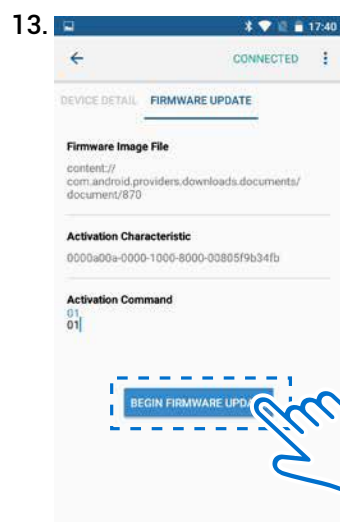 13.
17:40
CONNECTED
DEVICE DETAIL FIRMWARE UPDATE
Firmware Image File
content://
com.android.providers.downloads.documents/
document/870
Activation Characteristic
0000a00a-0000-1000-8000-00805f9b34fb
Activation Command
01
01
BEGIN FIRMWARE